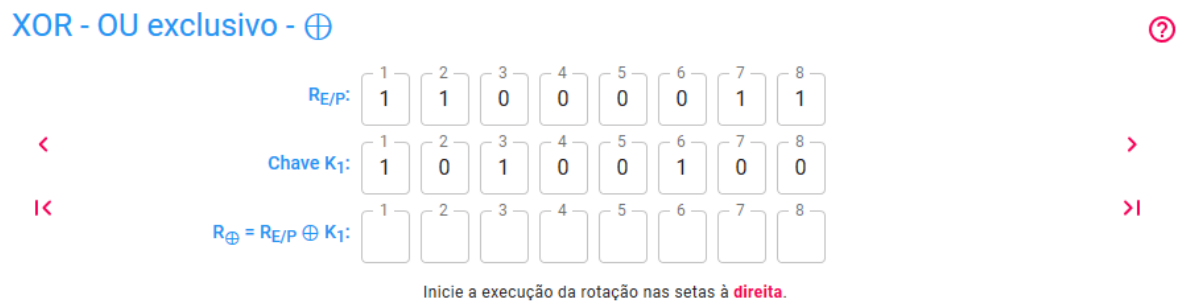 XOR - OU exclusivo - ⊕
1 2 3 4 5 6 7 8
R_E/P: 1 1 0 0 0 0 1 1
1 2 3 4 5 6 7 8
Chave K_1: 1 0 1 0 0 1 0 0
1 2 3 4 5 6 7 8
R_⊕ = R_E/P ⊕ K_1:
Inicie a execução da rotação nas setas à direita.